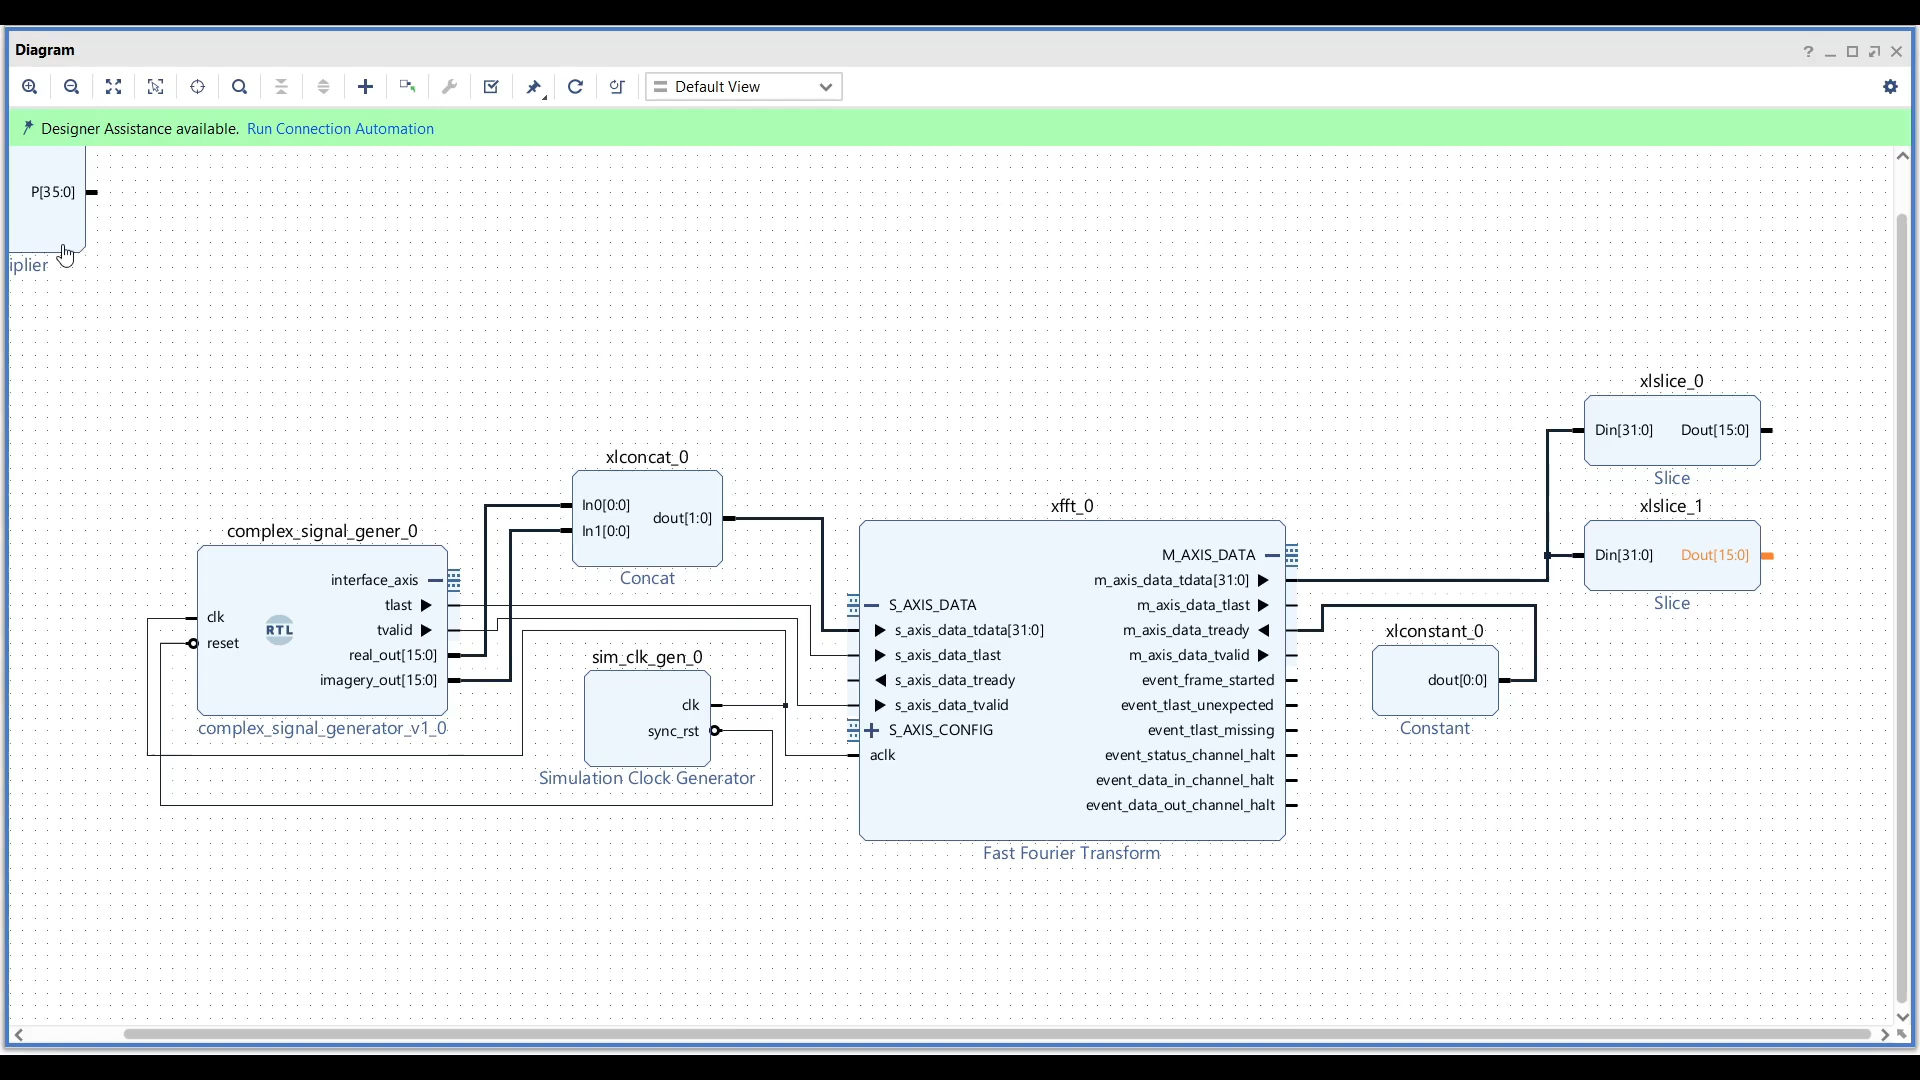 Diagram
Default View
Designer Assistance available. Run Connection Automation
P[35:0]
iplier
xlslice_0
Din[31:0] Dout[15:0]
Slice
xlslice_1
Din[31:0] Dout[15:0]
Slice
xlconcat_0
In0[0:0]
In1[0:0]
dout[1:0]
Concat
complex_signal_gener_0
interface_axis
tlast
tvalid
real_out[15:0]
imagery_out[15:0]
clk
reset
RTL
complex_signal_generator_v1_0
sim_clk_gen_0
clk
sync_rst
Simulation Clock Generator
xfft_0
S_AXIS_DATA
s_axis_data_tdata[31:0]
s_axis_data_tlast
s_axis_data_tready
s_axis_data_tvalid
S_AXIS_CONFIG
aclk
M_AXIS_DATA
m_axis_data_tdata[31:0]
m_axis_data_tlast
m_axis_data_tready
m_axis_data_tvalid
event_frame_started
event_tlast_unexpected
event_tlast_missing
event_status_channel_halt
event_data_in_channel_halt
event_data_out_channel_halt
Fast Fourier Transform
xlconstant_0
dout[0:0]
Constant